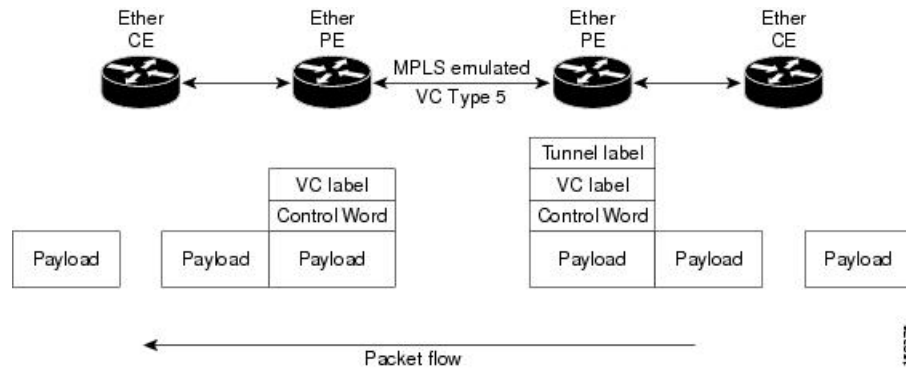 Ether CE
Ether PE
Ether PE
Ether CE
MPLS emulated
VC Type 5
Tunnel label
VC label
VC label
Control Word
Control Word
Payload
Payload
Payload
Payload
Payload
Payload
Packet flow